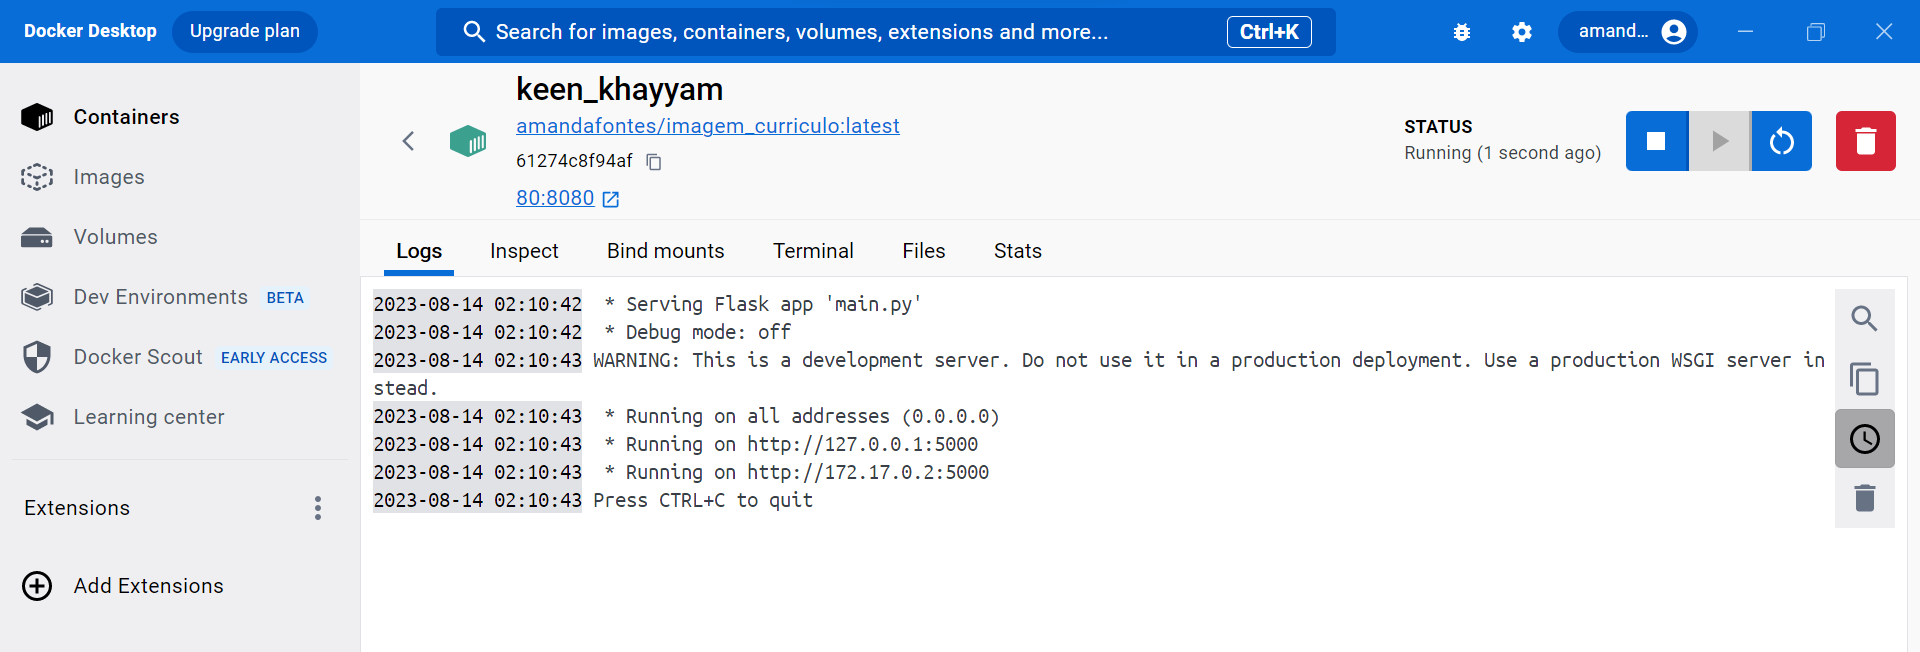 Docker Desktop Upgrade plan Search for images, containers, volumes, extensions and more... Ctrl+K amand...
Containers
Images
Volumes
Dev Environments BETA
Docker Scout EARLY ACCESS
Learning center
Extensions
Add Extensions
keen_khayyam
amandafontes/imagem_curriculo:latest
61274c8f94af
80:8080
STATUS
Running (1 second ago)
Logs Inspect Bind mounts Terminal Files Stats
2023-08-14 02:10:42  * Serving Flask app 'main.py'
2023-08-14 02:10:42  * Debug mode: off
2023-08-14 02:10:43 WARNING: This is a development server. Do not use it in a production deployment. Use a production WSGI server in
stead.
2023-08-14 02:10:43  * Running on all addresses (0.0.0.0)
2023-08-14 02:10:43  * Running on http://127.0.0.1:5000
2023-08-14 02:10:43  * Running on http://172.17.0.2:5000
2023-08-14 02:10:43 Press CTRL+C to quit